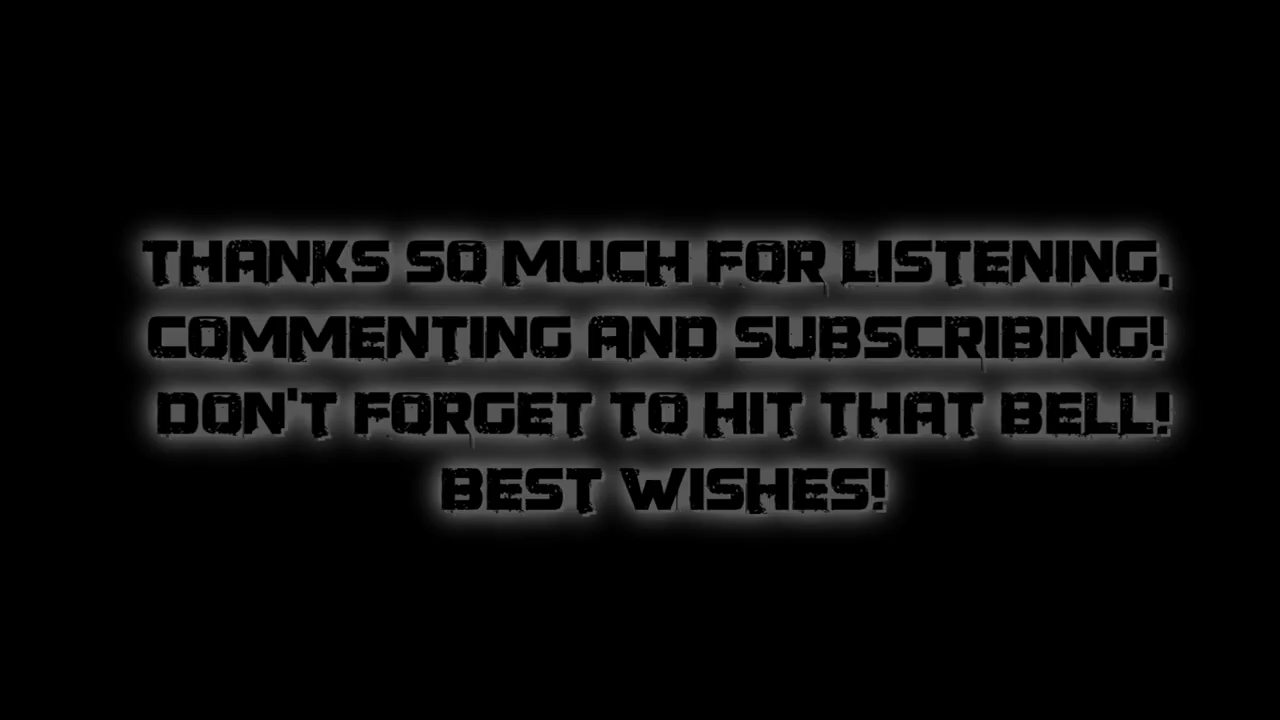 THANKS SO MUCH FOR LISTENING,
COMMENTING AND SUBSCRIBING!
DON'T FORGET TO HIT THAT BELL!
BEST WISHES!